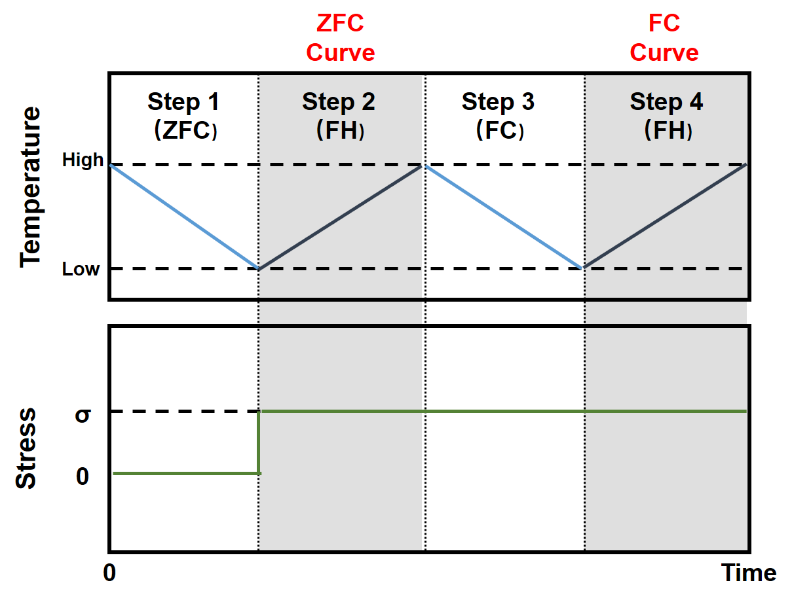 ZFC
Curve
FC
Curve
Step 1
(ZFC)
Step 2
(FH)
Step 3
(FC)
Step 4
(FH)
Temperature
High
Low
Stress
σ
0
0
Time